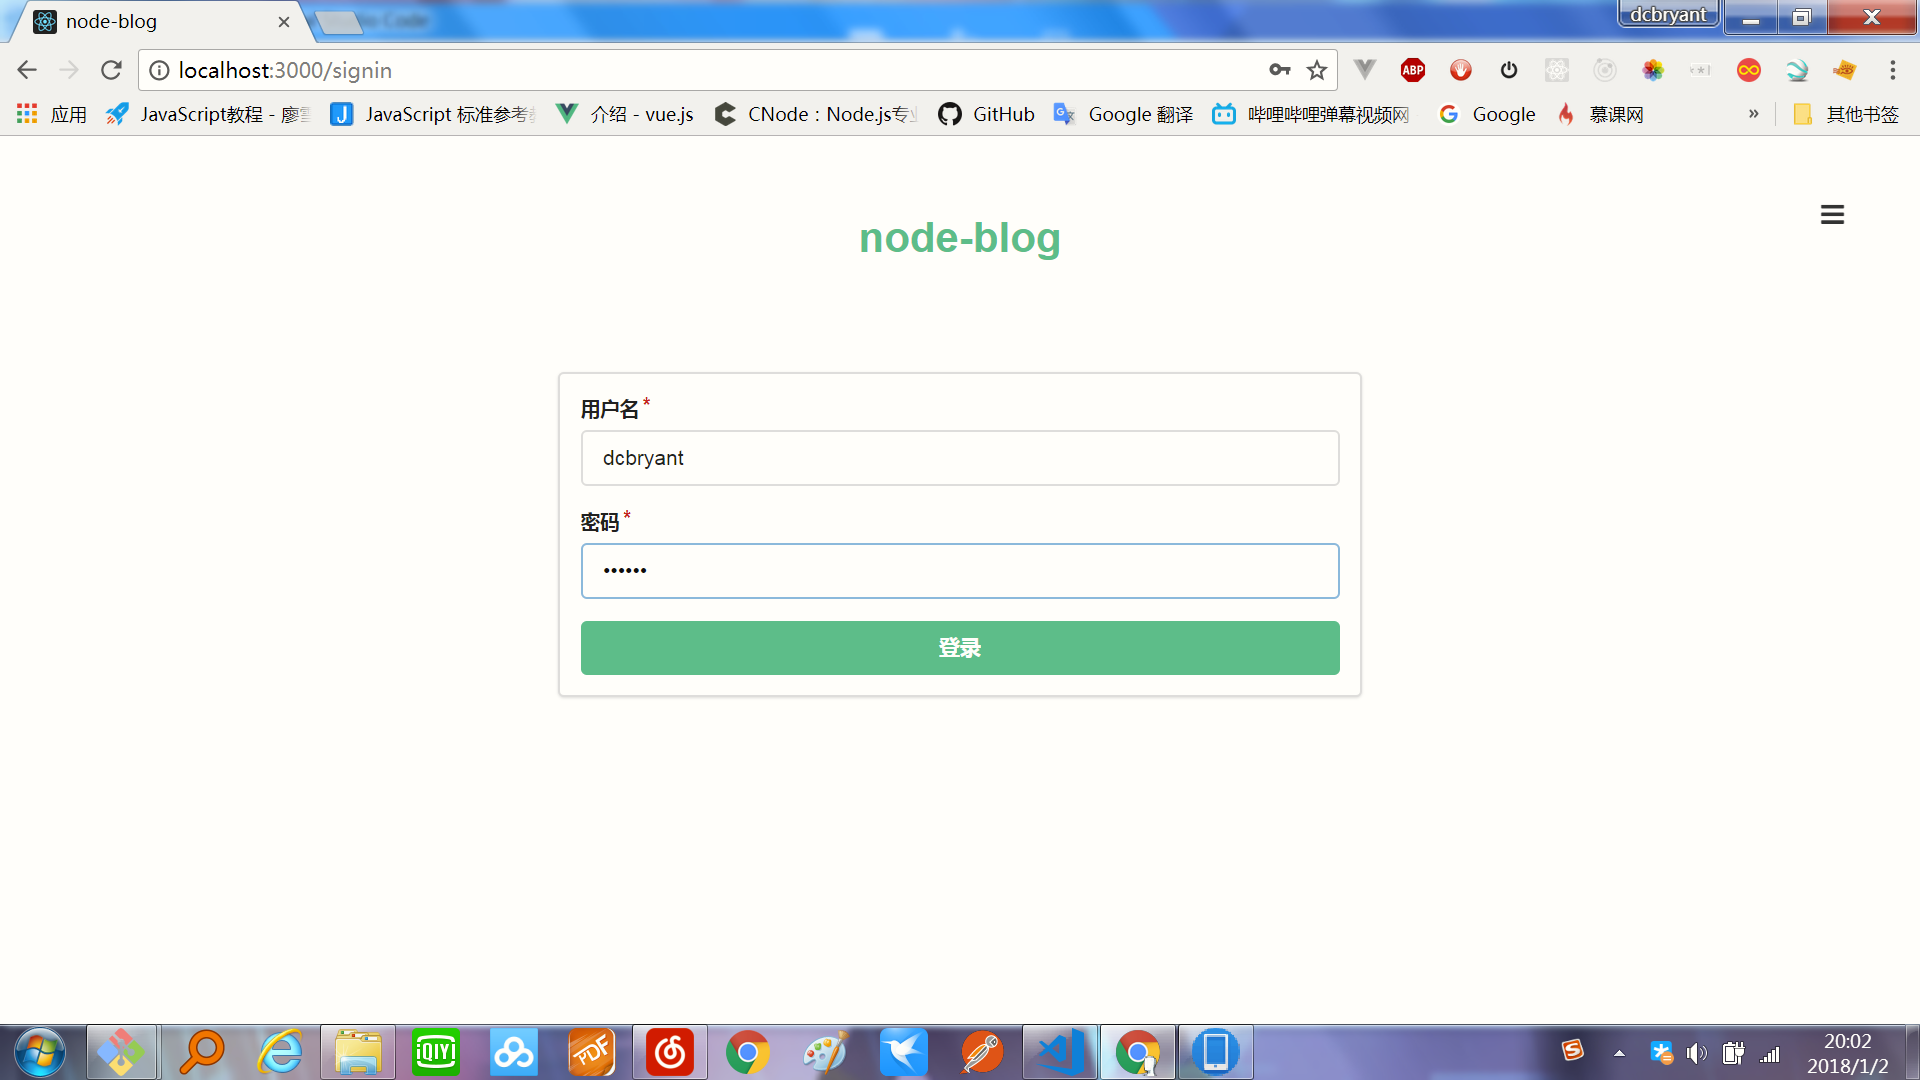 node-blog
dcbryant
localhost:3000/signin
ABP
应用
JavaScript教程 - 廖
JavaScript 标准参考
介绍 - vue.js
CNode：Node.js专
GitHub
Google 翻译
哔哩哔哩弹幕视频网
Google
慕课网
»
其他书签
node-blog
用户名 *
dcbryant
密码 *
••••••
登录
iQIYI
PDF
20:02
2018/1/2